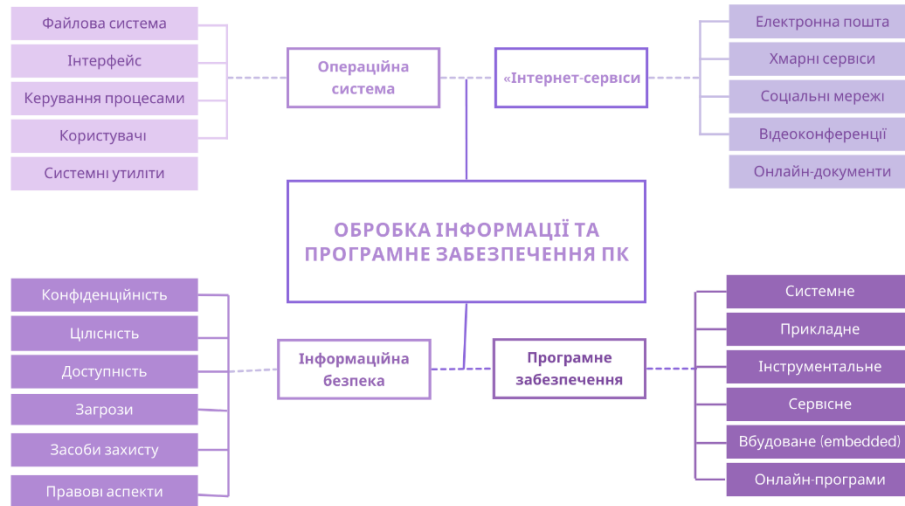 Файлова система
Інтерфейс
Керування процесами
Користувачі
Системні утиліти
Операційна
система
«Інтернет-сервіси
Електронна пошта
Хмарні сервіси
Соціальні мережі
Відеоконференції
Онлайн-документи
ОБРОБКА ІНФОРМАЦІЇ ТА
ПРОГРАМНЕ ЗАБЕЗПЕЧЕННЯ ПК
Конфіденційність
Цілісність
Доступність
Загрози
Засоби захисту
Правові аспекти
Інформаційна
безпека
Програмне
забезпечення
Системне
Прикладне
Інструментальне
Сервісне
Вбудоване (embedded)
Онлайн-програми